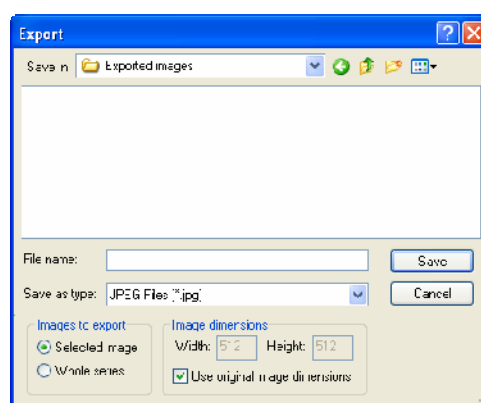 Export
Save in Exported images
File name: Save
Save as type: JPEG Files (*.jpg) Cancel
Images to export Image dimensions
Selected image Width: 512 Height: 512
Whole series Use original image dimensions